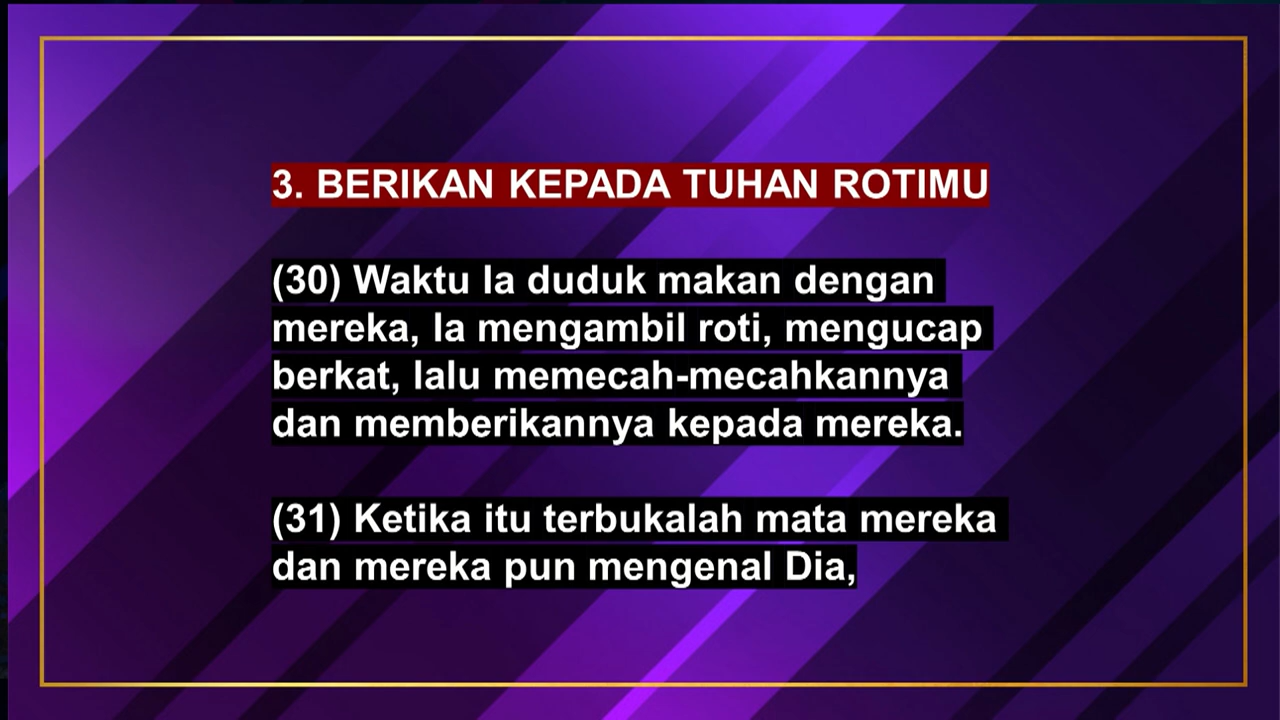 3. BERIKAN KEPADA TUHAN ROTIMU
(30) Waktu Ia duduk makan dengan
mereka, Ia mengambil roti, mengucap
berkat, lalu memecah-mecahkannya
dan memberikannya kepada mereka.
(31) Ketika itu terbukalah mata mereka
dan mereka pun mengenal Dia,